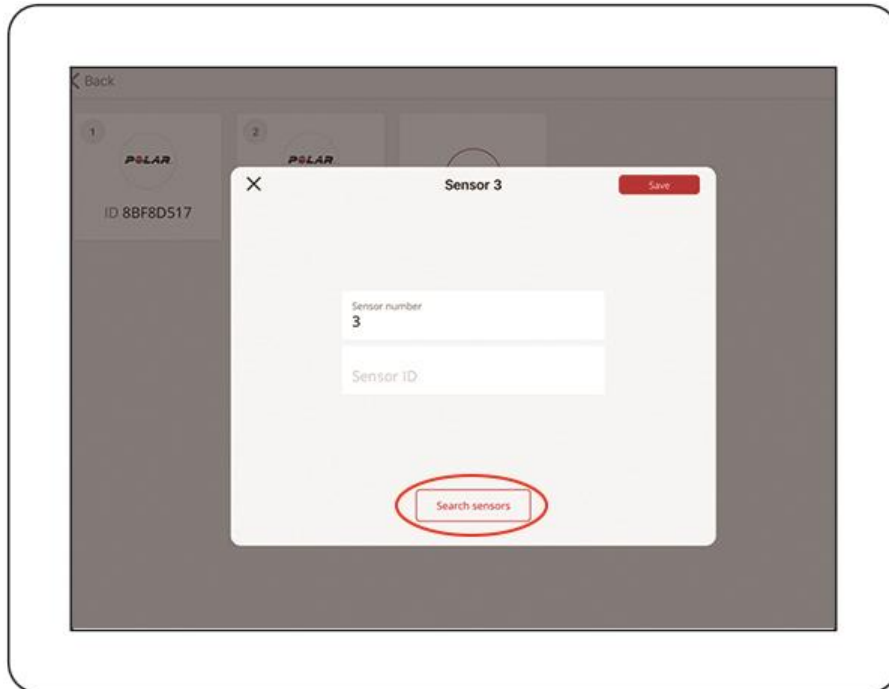 Back
1
2
POLAR
POLAR
ID 8BF8D517
Sensor 3
Save
Sensor number
3
Sensor ID
Search sensors